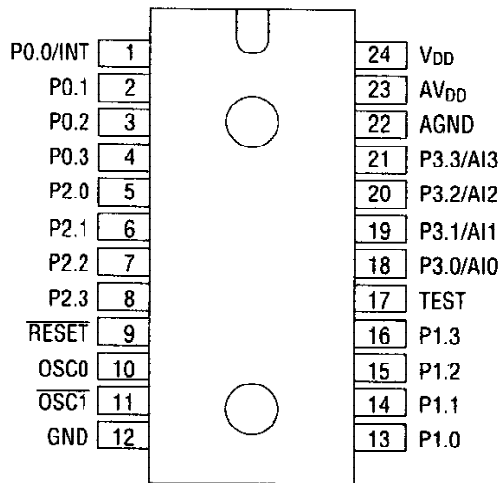 P0.0/INT 1 24 VDD
P0.1 2 23 AVDD
P0.2 3 22 AGND
P0.3 4 21 P3.3/AI3
P2.0 5 20 P3.2/AI2
P2.1 6 19 P3.1/AI1
P2.2 7 18 P3.0/AI0
P2.3 8 17 TEST
RESET 9 16 P1.3
OSC0 10 15 P1.2
OSC1 11 14 P1.1
GND 12 13 P1.0